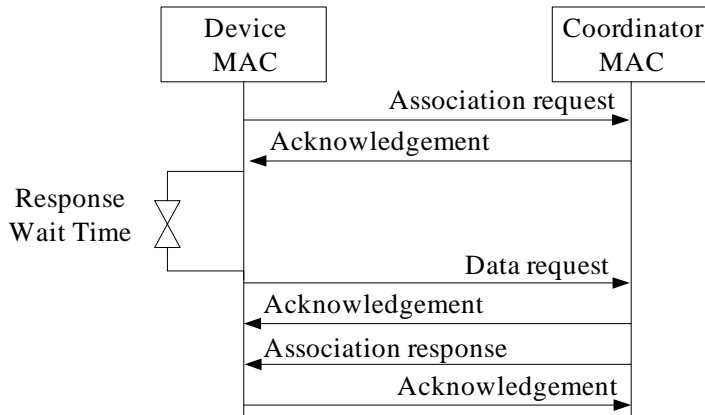 Device
MAC
Coordinator
MAC
Association request
Acknowledgement
Response
Wait Time
Data request
Acknowledgement
Association response
Acknowledgement